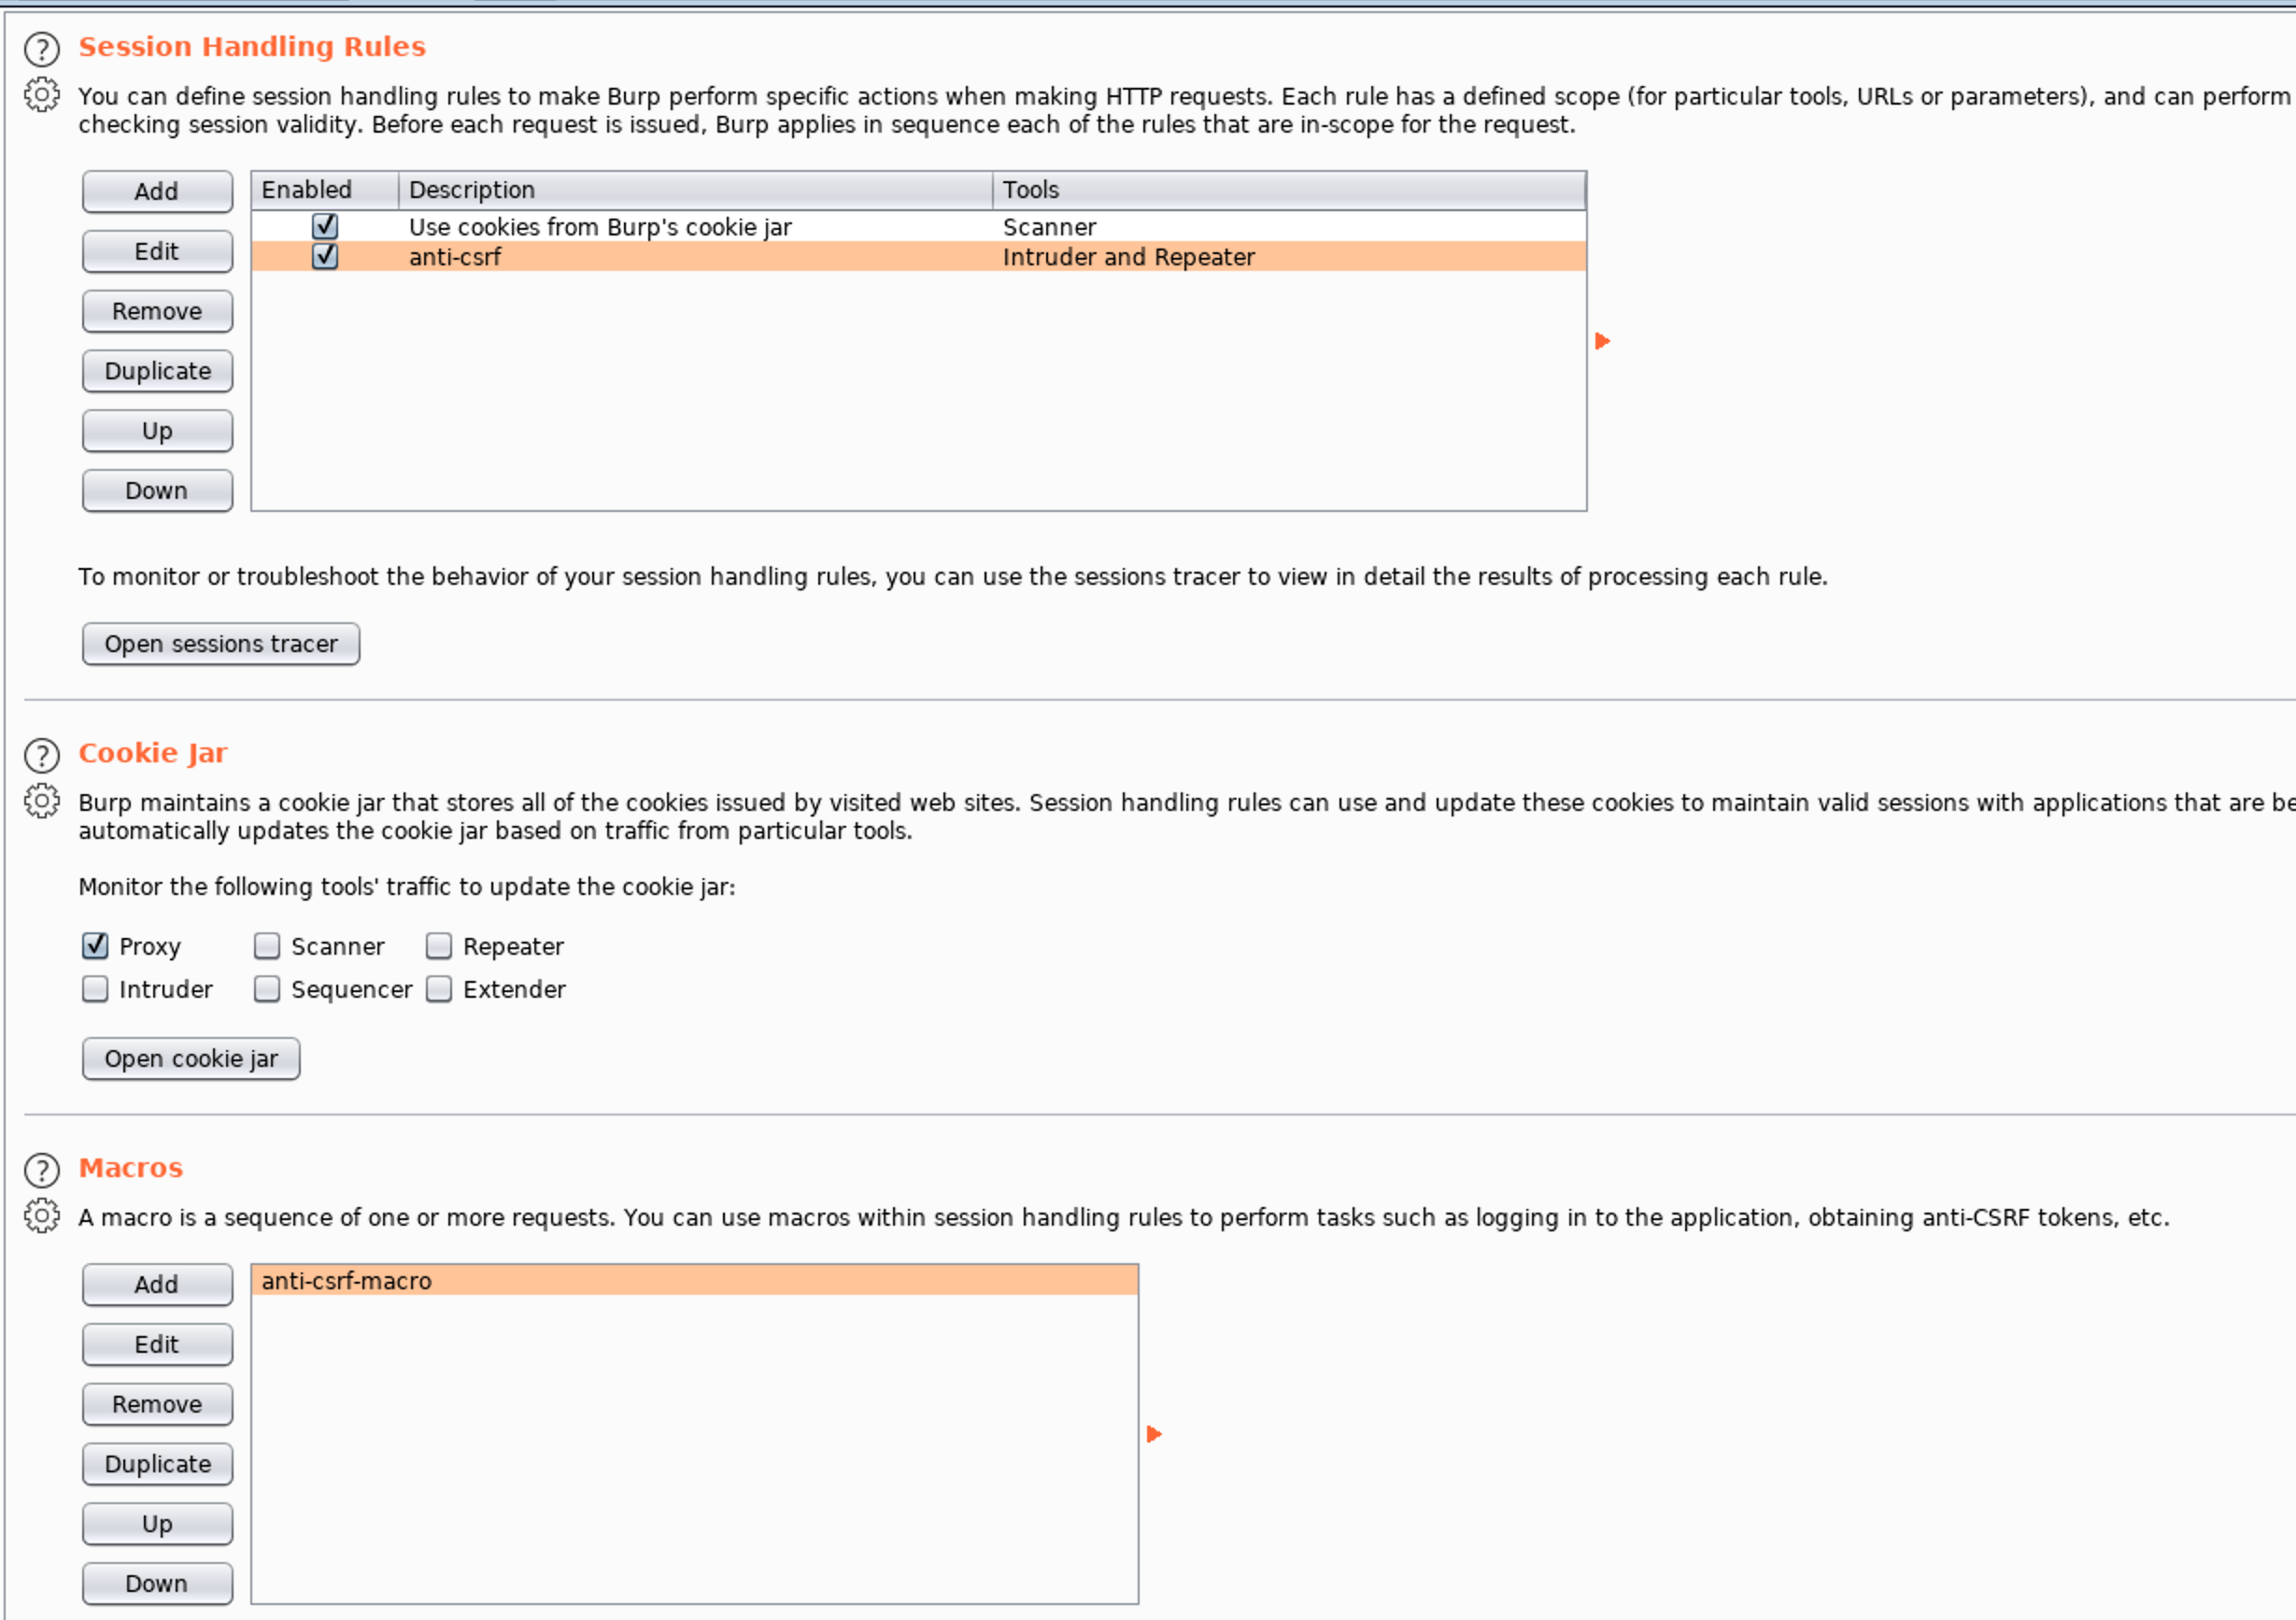 Session Handling Rules
You can define session handling rules to make Burp perform specific actions when making HTTP requests. Each rule has a defined scope (for particular tools, URLs or parameters), and can perform
checking session validity. Before each request is issued, Burp applies in sequence each of the rules that are in-scope for the request.
Add
Edit
Remove
Duplicate
Up
Down
Enabled Description Tools
Use cookies from Burp's cookie jar Scanner
anti-csrf Intruder and Repeater
To monitor or troubleshoot the behavior of your session handling rules, you can use the sessions tracer to view in detail the results of processing each rule.
Open sessions tracer
Cookie Jar
Burp maintains a cookie jar that stores all of the cookies issued by visited web sites. Session handling rules can use and update these cookies to maintain valid sessions with applications that are be
automatically updates the cookie jar based on traffic from particular tools.
Monitor the following tools' traffic to update the cookie jar:
Proxy Scanner Repeater
Intruder Sequencer Extender
Open cookie jar
Macros
A macro is a sequence of one or more requests. You can use macros within session handling rules to perform tasks such as logging in to the application, obtaining anti-CSRF tokens, etc.
Add
Edit
Remove
Duplicate
Up
Down
anti-csrf-macro